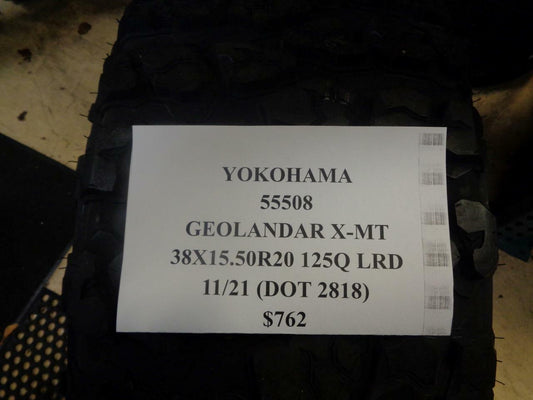 YOKOHAMA
55508
GEOLANDAR X-MT
38X15.50R20 125Q LRD
11/21 (DOT 2818)
$762